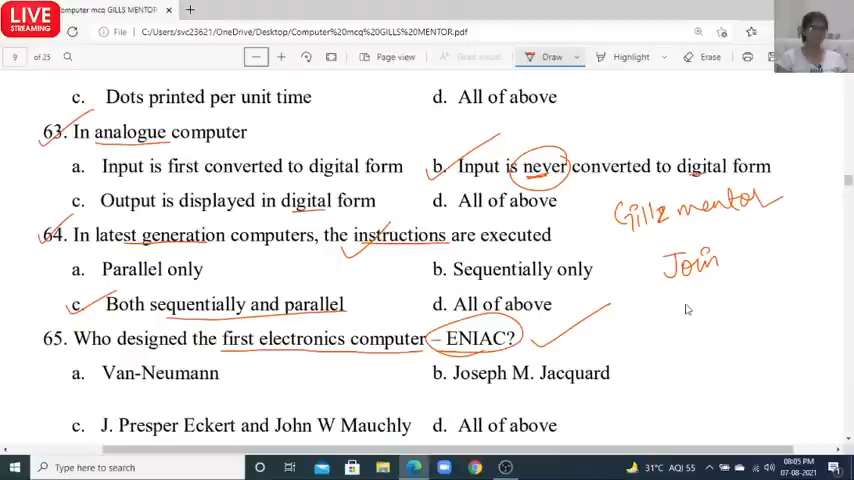 LIVE
STREAMING
Computer mcq GILLS MENTOR.
File C:/Users/svc23621/OneDrive/Desktop/Computer%20mcq%20GILLS%20MENTOR.pdf
9 of 25 Page view Read aloud Draw Highlight Erase
c. Dots printed per unit time d. All of above
63. In analogue computer
a. Input is first converted to digital form b. Input is never converted to digital form
c. Output is displayed in digital form d. All of above
Gills mentor
64. In latest generation computers, the instructions are executed
Join
a. Parallel only b. Sequentially only
c. Both sequentially and parallel d. All of above
65. Who designed the first electronics computer – ENIAC?
a. Van-Neumann b. Joseph M. Jacquard
c. J. Presper Eckert and John W Mauchly d. All of above
Type here to search 31°C AQI 55 08:05 PM
07-08-2021